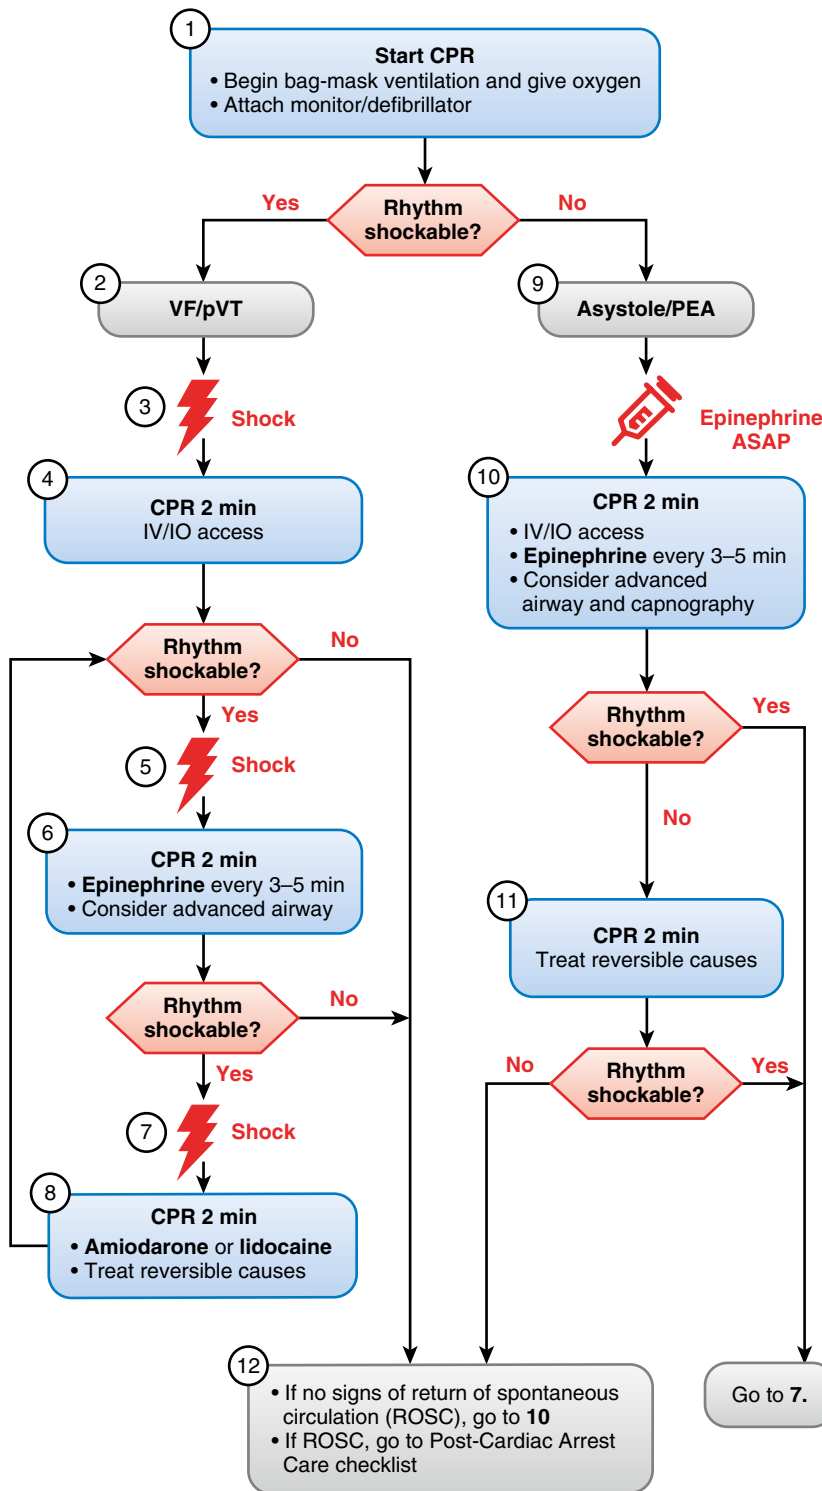 1
Start CPR
• Begin bag-mask ventilation and give oxygen
• Attach monitor/defibrillator
Rhythm
shockable?
Yes
No
2
VF/pVT
3
Shock
4
CPR 2 min
IV/IO access
Rhythm
shockable?
No
Yes
5
Shock
6
CPR 2 min
• Epinephrine every 3–5 min
• Consider advanced airway
Rhythm
shockable?
No
Yes
7
Shock
8
CPR 2 min
• Amiodarone or lidocaine
• Treat reversible causes
9
Asystole/PEA
Epinephrine
ASAP
10
CPR 2 min
• IV/IO access
• Epinephrine every 3–5 min
• Consider advanced
airway and capnography
Rhythm
shockable?
Yes
No
11
CPR 2 min
Treat reversible causes
Rhythm
shockable?
No
Yes
12
• If no signs of return of spontaneous
circulation (ROSC), go to 10
• If ROSC, go to Post-Cardiac Arrest
Care checklist
Go to 7.